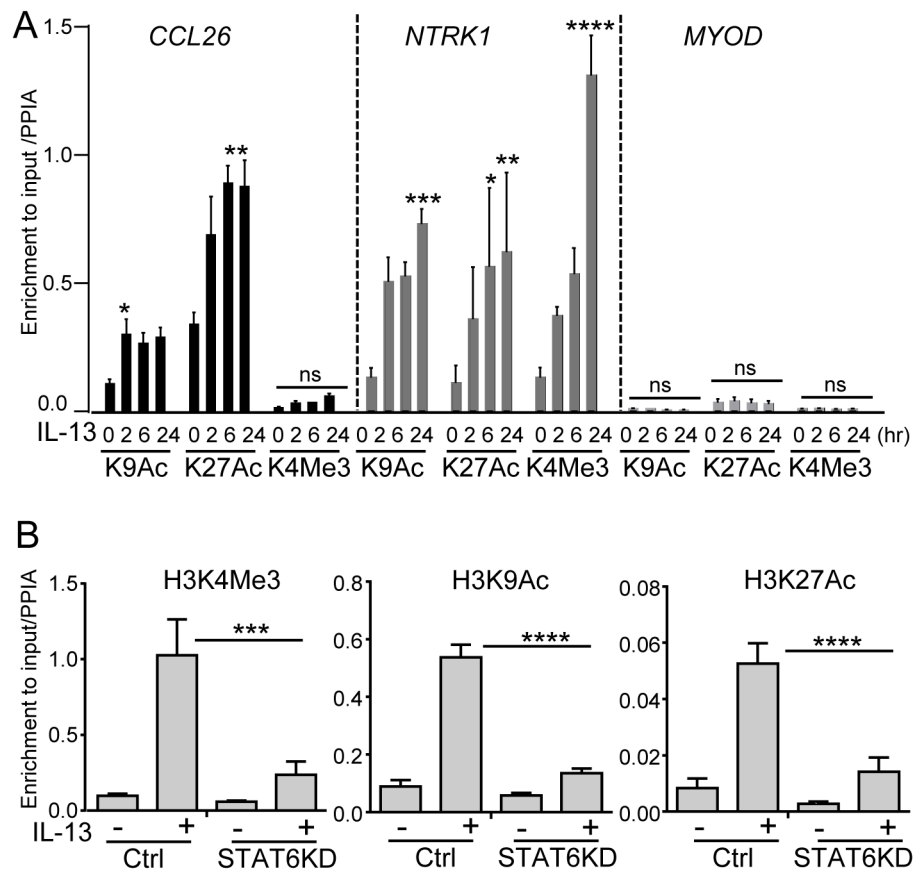 A
CCL26 NTRK1 MYOD
Enrichment to input /PPIA
1.5
1.0
0.5
0.0
* ** ns *** * ** **** ns ns ns
IL-13 0 2 6 24 0 2 6 24 0 2 6 24 0 2 6 24 0 2 6 24 0 2 6 24 0 2 6 24 0 2 6 24 0 2 6 24 (hr)
K9Ac K27Ac K4Me3 K9Ac K27Ac K4Me3 K9Ac K27Ac K4Me3
B
Enrichment to input/PPIA
H3K4Me3
1.5
1.0
0.5
0.0
***
IL-13 - + - +
Ctrl STAT6KD
H3K9Ac
0.8
0.6
0.4
0.2
0.0
****
- + - +
Ctrl STAT6KD
H3K27Ac
0.08
0.06
0.04
0.02
0.00
****
- + - +
Ctrl STAT6KD